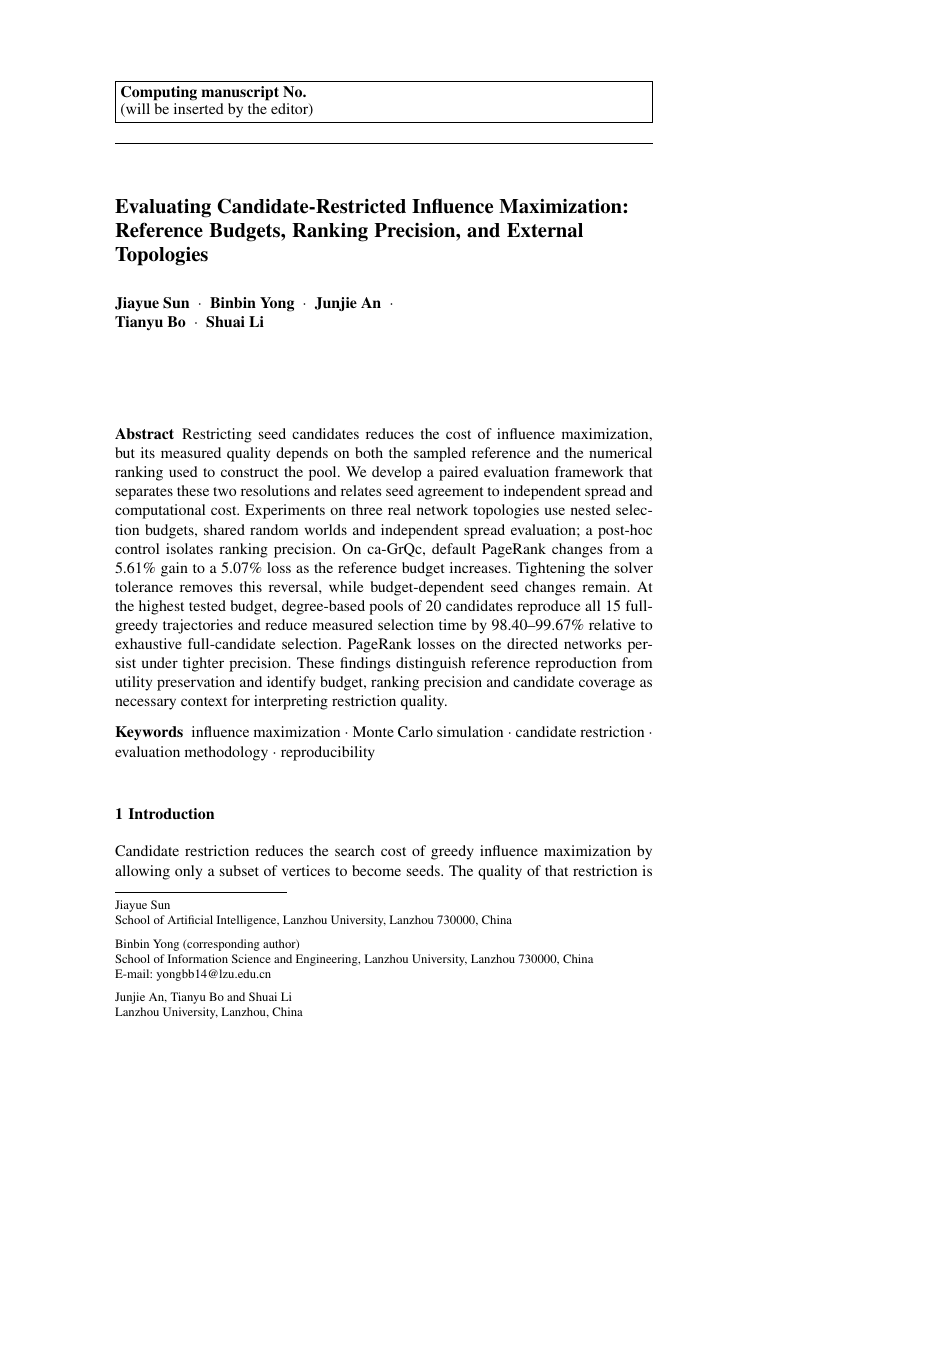 Computing manuscript No.
(will be inserted by the editor)
Evaluating Candidate-Restricted Influence Maximization:
Reference Budgets, Ranking Precision, and External
Topologies
Jiayue Sun · Binbin Yong · Junjie An ·
Tianyu Bo · Shuai Li
Abstract Restricting seed candidates reduces the cost of influence maximization,
but its measured quality depends on both the sampled reference and the numerical
ranking used to construct the pool. We develop a paired evaluation framework that
separates these two resolutions and relates seed agreement to independent spread and
computational cost. Experiments on three real network topologies use nested selec-
tion budgets, shared random worlds and independent spread evaluation; a post-hoc
control isolates ranking precision. On ca-GrQc, default PageRank changes from a
5.61% gain to a 5.07% loss as the reference budget increases. Tightening the solver
tolerance removes this reversal, while budget-dependent seed changes remain. At
the highest tested budget, degree-based pools of 20 candidates reproduce all 15 full-
greedy trajectories and reduce measured selection time by 98.40–99.67% relative to
exhaustive full-candidate selection. PageRank losses on the directed networks per-
sist under tighter precision. These findings distinguish reference reproduction from
utility preservation and identify budget, ranking precision and candidate coverage as
necessary context for interpreting restriction quality.
Keywords influence maximization · Monte Carlo simulation · candidate restriction ·
evaluation methodology · reproducibility
1 Introduction
Candidate restriction reduces the search cost of greedy influence maximization by
allowing only a subset of vertices to become seeds. The quality of that restriction is
Jiayue Sun
School of Artificial Intelligence, Lanzhou University, Lanzhou 730000, China
Binbin Yong (corresponding author)
School of Information Science and Engineering, Lanzhou University, Lanzhou 730000, China
E-mail: yongbb14@lzu.edu.cn
Junjie An, Tianyu Bo and Shuai Li
Lanzhou University, Lanzhou, China